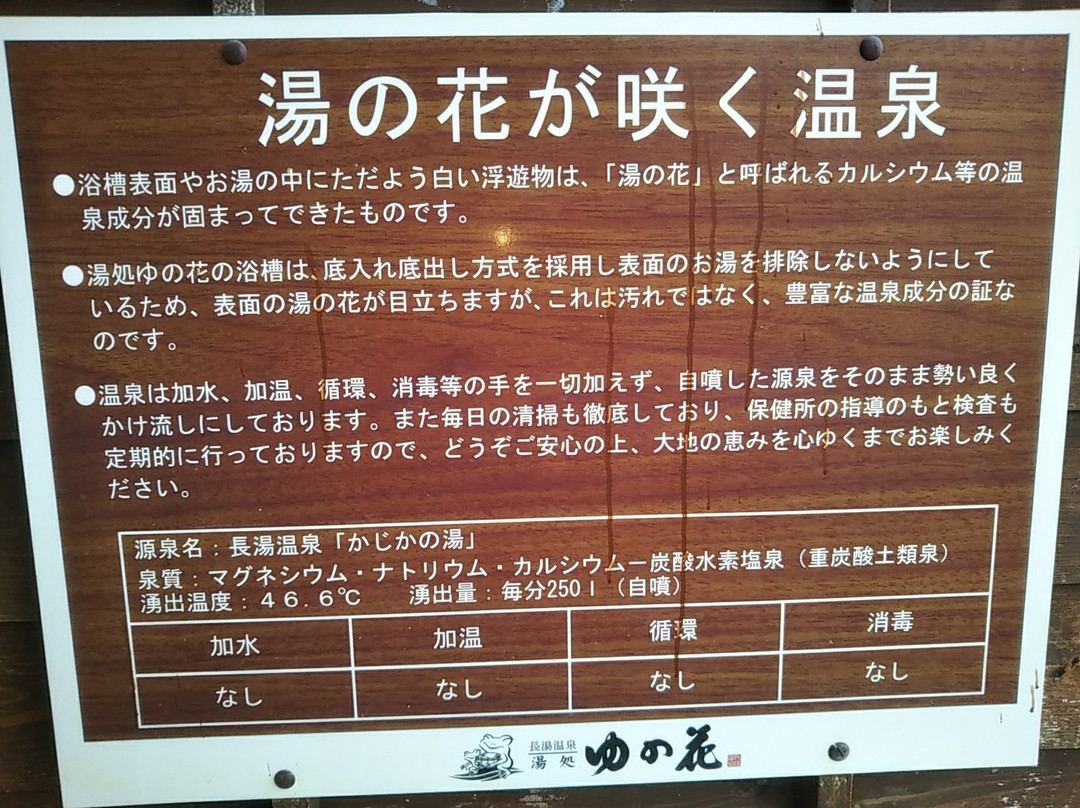 湯の花が咲く温泉
●浴槽表面やお湯の中にただよう白い浮遊物は、「湯の花」と呼ばれるカルシウム等の温
泉成分が固まってできたものです。
●湯処ゆの花の浴槽は、底入れ底出し方式を採用し表面のお湯を排除しないようにして
いるため、表面の湯の花が目立ちますが、これは汚れではなく、豊富な温泉成分の証な
のです。
●温泉は加水、加温、循環、消毒等の手を一切加えず、自噴した源泉をそのまま勢い良く
かけ流しにしております。また毎日の清掃も徹底しており、保健所の指導のもと検査も
定期的に行っておりますので、どうぞご安心の上、大地の恵みを心ゆくまでお楽しみく
ださい。
源泉名：長湯温泉「かじかの湯」
泉質：マグネシウム・ナトリウム・カルシウム－炭酸水素塩泉（重炭酸土類泉）
湧出温度：４６.６℃　湧出量：毎分250ｌ（自噴）
加水　加温　循環　消毒
なし　なし　なし　なし
長湯温泉
湯処 ゆの花